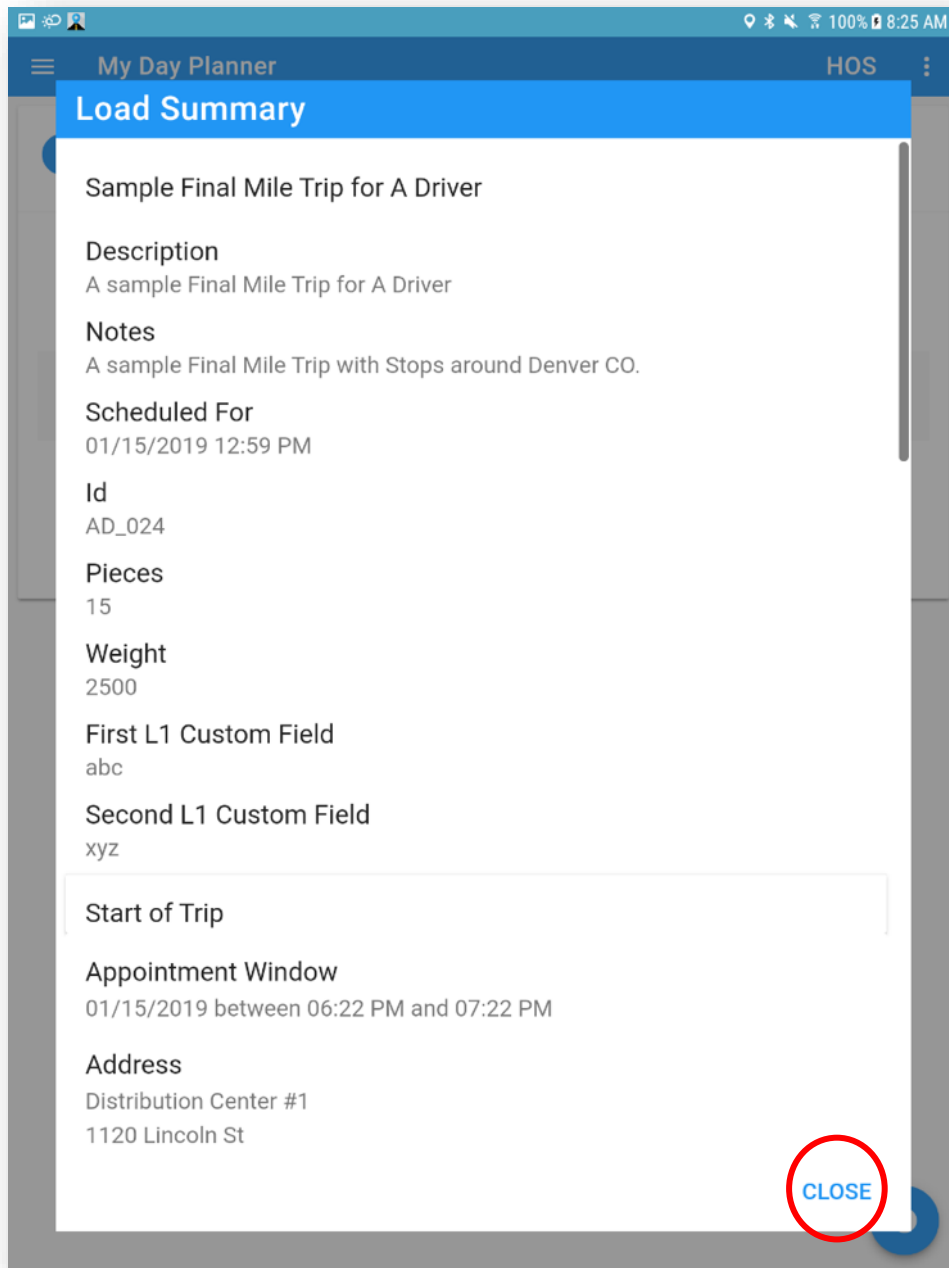 100% 8:25 AM
My Day Planner HOS
Load Summary
Sample Final Mile Trip for A Driver
Description
A sample Final Mile Trip for A Driver
Notes
A sample Final Mile Trip with Stops around Denver CO.
Scheduled For
01/15/2019 12:59 PM
Id
AD_024
Pieces
15
Weight
2500
First L1 Custom Field
abc
Second L1 Custom Field
xyz
Start of Trip
Appointment Window
01/15/2019 between 06:22 PM and 07:22 PM
Address
Distribution Center #1
1120 Lincoln St
CLOSE